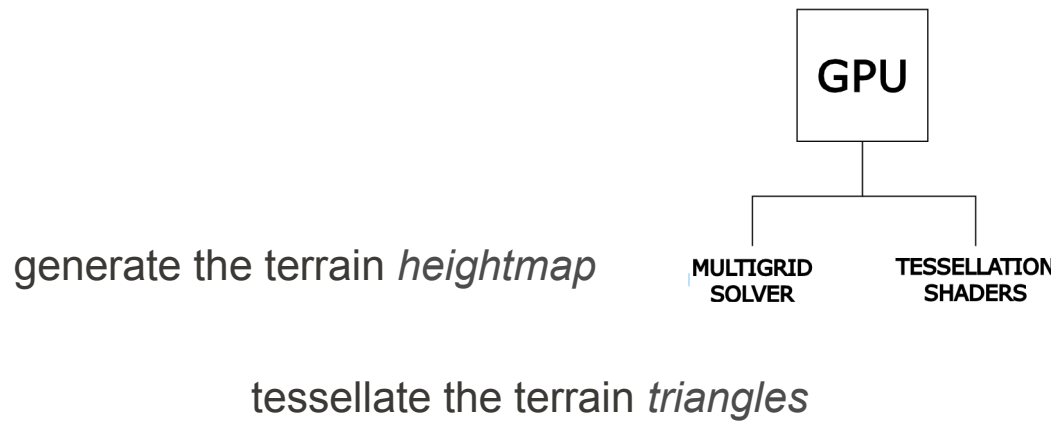 GPU
generate the terrain heightmap
MULTIGRID
SOLVER
TESSELLATION
SHADERS
tessellate the terrain triangles